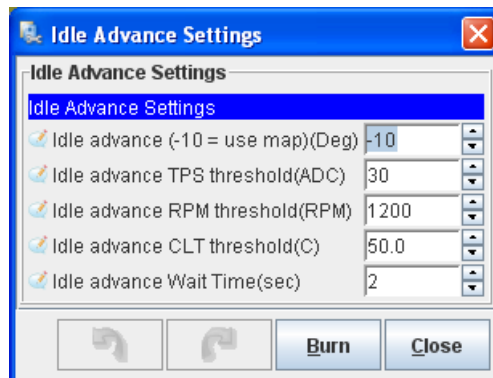 Idle Advance Settings
Idle Advance Settings
Idle Advance Settings
Idle advance (-10 = use map)(Deg) -10
Idle advance TPS threshold(ADC) 30
Idle advance RPM threshold(RPM) 1200
Idle advance CLT threshold(C) 50.0
Idle advance Wait Time(sec) 2
Burn Close